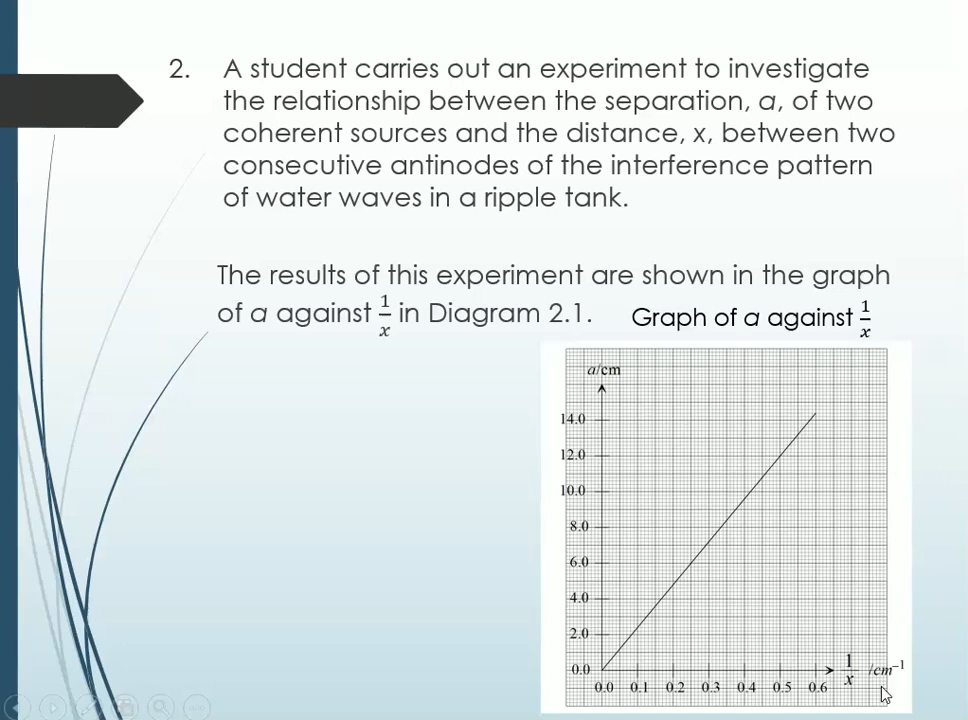 2. A student carries out an experiment to investigate
the relationship between the separation, a, of two
coherent sources and the distance, x, between two
consecutive antinodes of the interference pattern
of water waves in a ripple tank.
The results of this experiment are shown in the graph
of a against 1/x in Diagram 2.1.
Graph of a against 1/x
a/cm
14.0
12.0
10.0
8.0
6.0
4.0
2.0
0.0
1/x /cm⁻¹
0.0 0.1 0.2 0.3 0.4 0.5 0.6